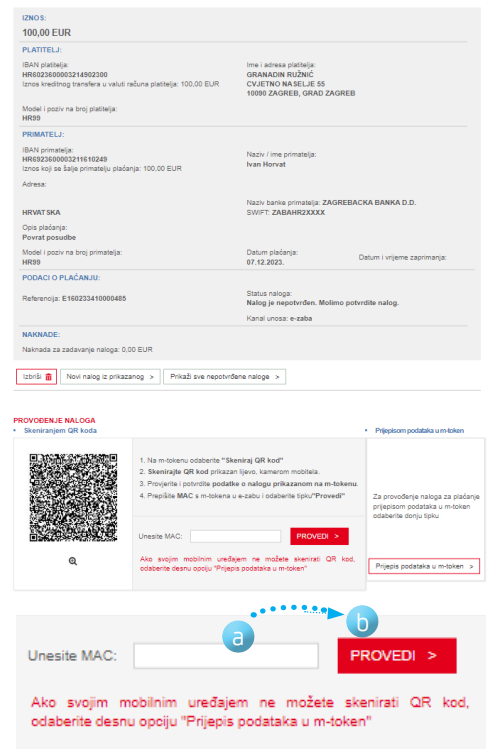 IZNOS:
100,00 EUR
PLATITELJ:
IBAN platitelja:
HR6023600003214902300
Iznos kreditnog transfera u valuti računa platitelja: 100,00 EUR
Ime i adresa platitelja:
GRANADIN RUŽNIĆ
CVJETNO NASELJE 55
10090 ZAGREB, GRAD ZAGREB
Model i poziv na broj platitelja:
HR99
PRIMATELJ:
IBAN primatelja:
HR6923600003211610249
Iznos koji se šalje primatelju plaćanja: 100,00 EUR
Naziv / ime primatelja:
Ivan Horvat
Adresa:
HRVATSKA
Naziv banke primatelja: ZAGREBACKA BANKA D.D.
SWIFT: ZABAHR2XXXX
Opis plaćanja:
Povrat posudbe
Model i poziv na broj primatelja:
HR99
Datum plaćanja:
07.12.2023.
Datum i vrijeme zaprimanja:
PODACI O PLAĆANJU:
Referencija: E160233410000485
Status naloga:
Nalog je nepotvrđen. Molimo potvrdite nalog.
Kanal unosa: e-zaba
NAKNADE:
Naknada za zadavanje naloga: 0,00 EUR
Izbriši
Novi nalog iz prikazanog >
Prikaži sve nepotvrđene naloge >
PROVOĐENJE NALOGA
• Skeniranjem QR koda
• Prijepisom podataka u m-token
1. Na m-tokenu odaberite "Skeniraj QR kod"
2. Skenirajte QR kod prikazan lijevo, kamerom mobitela.
3. Provjerite i potvrdite podatke o nalogu prikazanom na m-tokenu.
4. Prepišite MAC s m-tokena u e-zabu i odaberite tipku"Provedi"
Unesite MAC:
PROVEDI >
Ako svojim mobilnim uređajem ne možete skenirati QR kod,
odaberite desnu opciju "Prijepis podataka u m-token"
Za provođenje naloga za plaćanje
prijepisom podataka u m-token
odaberite donju tipku
Prijepis podataka u m-token >
a
b
Unesite MAC:
PROVEDI >
Ako svojim mobilnim uređajem ne možete skenirati QR kod,
odaberite desnu opciju "Prijepis podataka u m-token"